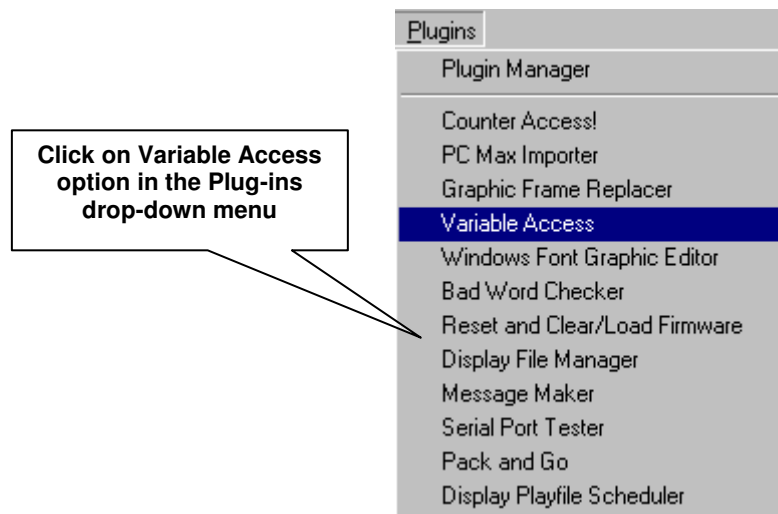 Plugins
Plugin Manager
Click on Variable Access
option in the Plug-ins
drop-down menu
Counter Access!
PC Max Importer
Graphic Frame Replacer
Variable Access
Windows Font Graphic Editor
Bad Word Checker
Reset and Clear/Load Firmware
Display File Manager
Message Maker
Serial Port Tester
Pack and Go
Display Playfile Scheduler